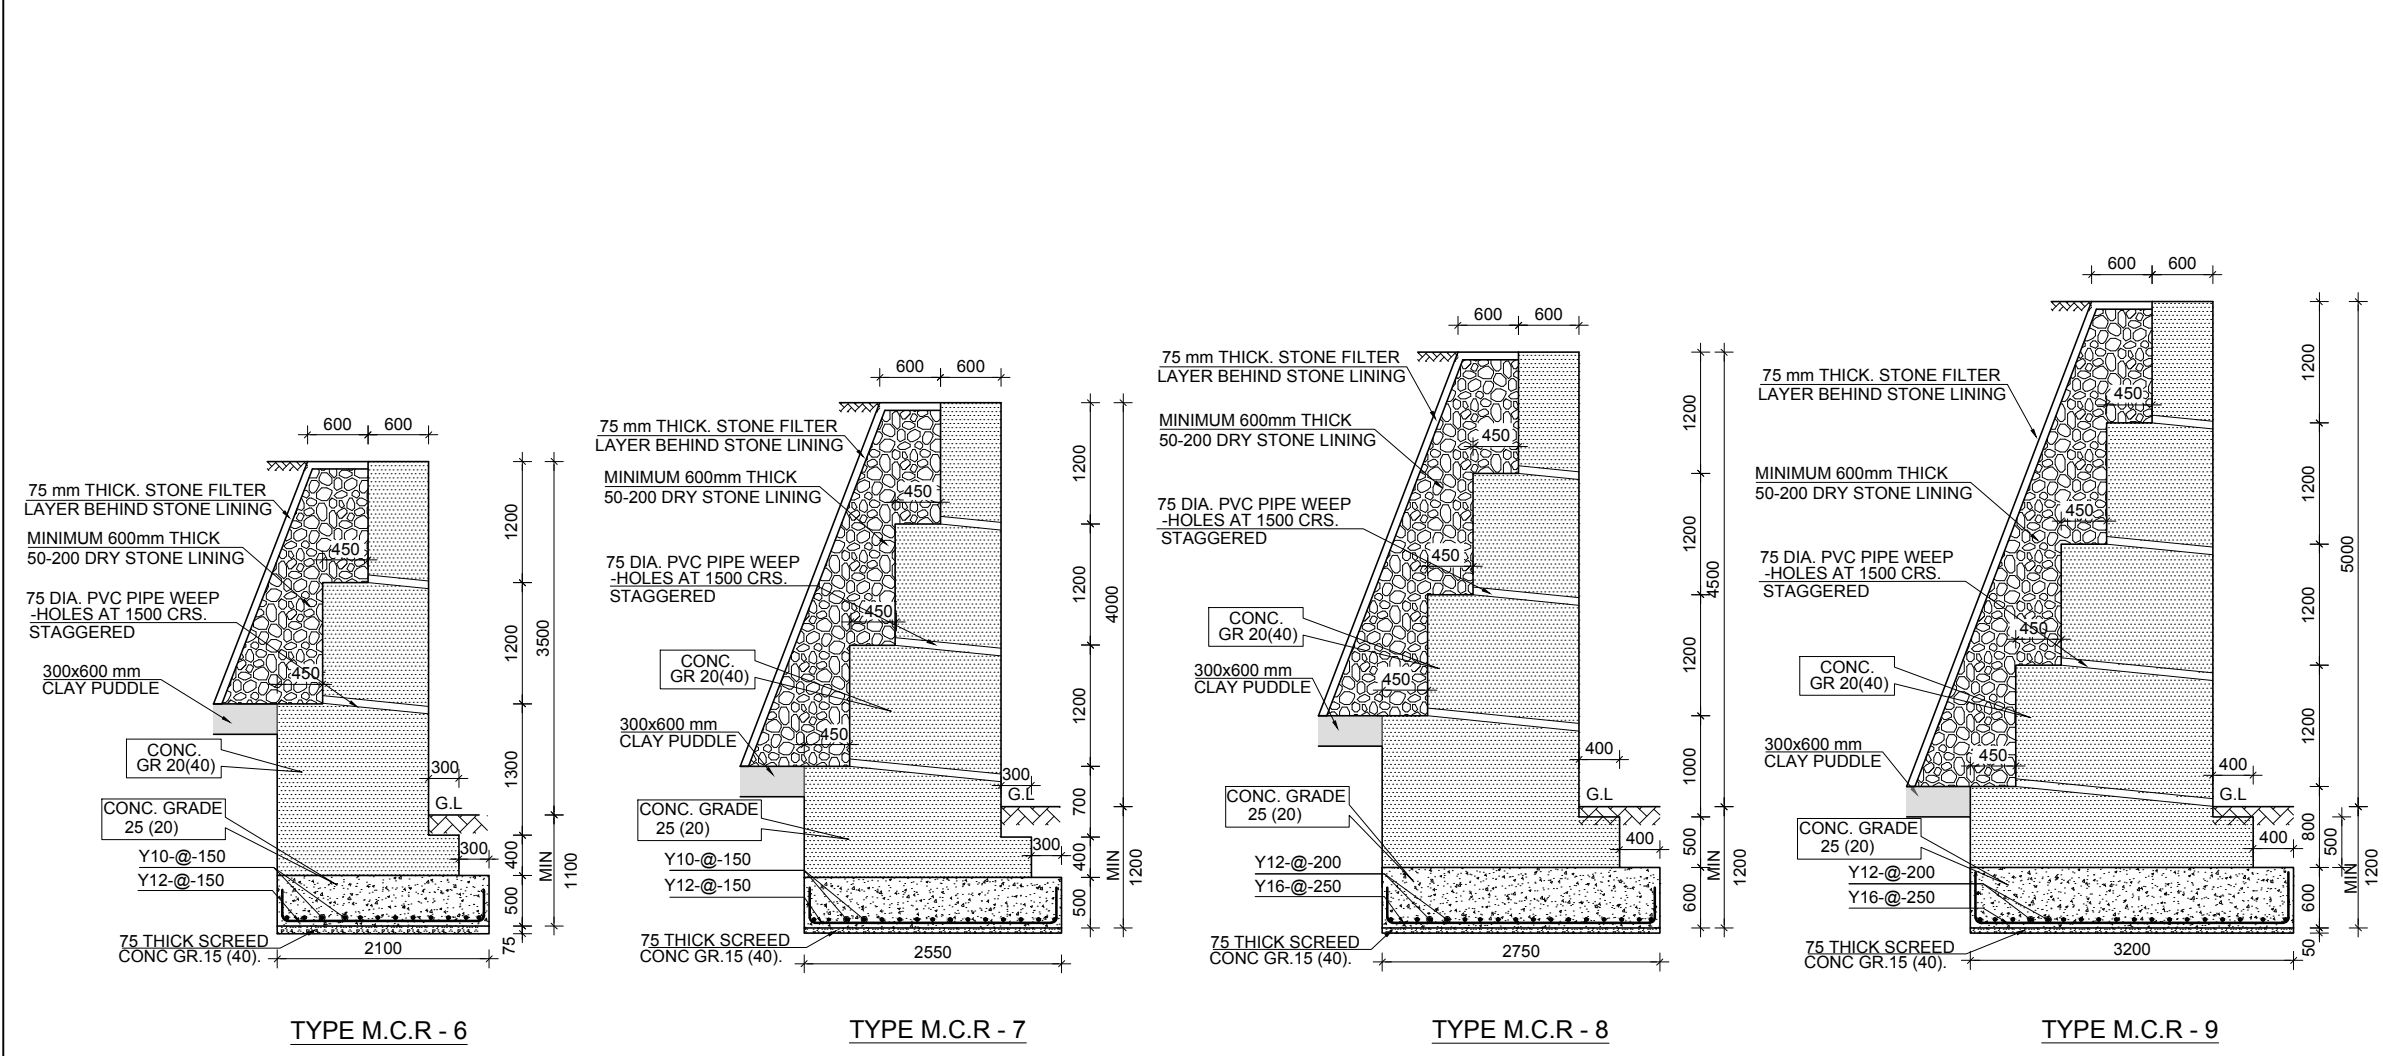 600
600
75 mm THICK. STONE FILTER
LAYER BEHIND STONE LINING
MINIMUM 600mm THICK
50-200 DRY STONE LINING
75 DIA. PVC PIPE WEEP
-HOLES AT 1500 CRS.
STAGGERED
300x600 mm
CLAY PUDDLE
CONC.
GR 20(40)
CONC. GRADE
25 (20)
Y10-@-150
Y12-@-150
75 THICK SCREED
CONC GR.15 (40).
450
450
300
G.L
300
1200
1200
1300
400
500
75
3500
MIN
1100
2100
TYPE M.C.R - 6
600
600
75 mm THICK. STONE FILTER
LAYER BEHIND STONE LINING
MINIMUM 600mm THICK
50-200 DRY STONE LINING
75 DIA. PVC PIPE WEEP
-HOLES AT 1500 CRS.
STAGGERED
CONC.
GR 20(40)
300x600 mm
CLAY PUDDLE
CONC. GRADE
25 (20)
Y10-@-150
Y12-@-150
75 THICK SCREED
CONC GR.15 (40).
450
450
450
300
G.L
300
1200
1200
1200
700
400
500
4000
MIN
1200
2550
TYPE M.C.R - 7
600
600
75 mm THICK. STONE FILTER
LAYER BEHIND STONE LINING
MINIMUM 600mm THICK
50-200 DRY STONE LINING
75 DIA. PVC PIPE WEEP
-HOLES AT 1500 CRS.
STAGGERED
CONC.
GR 20(40)
300x600 mm
CLAY PUDDLE
CONC. GRADE
25 (20)
Y12-@-200
Y16-@-250
75 THICK SCREED
CONC GR.15 (40).
450
450
450
400
G.L
400
1200
1200
1200
1000
500
600
4500
MIN
1200
2750
TYPE M.C.R - 8
600
600
75 mm THICK. STONE FILTER
LAYER BEHIND STONE LINING
MINIMUM 600mm THICK
50-200 DRY STONE LINING
75 DIA. PVC PIPE WEEP
-HOLES AT 1500 CRS.
STAGGERED
CONC.
GR 20(40)
300x600 mm
CLAY PUDDLE
CONC. GRADE
25 (20)
Y12-@-200
Y16-@-250
75 THICK SCREED
CONC GR.15 (40).
450
450
450
450
400
G.L
400
1200
1200
1200
1200
800
500
600
50
5000
MIN
1200
3200
TYPE M.C.R - 9